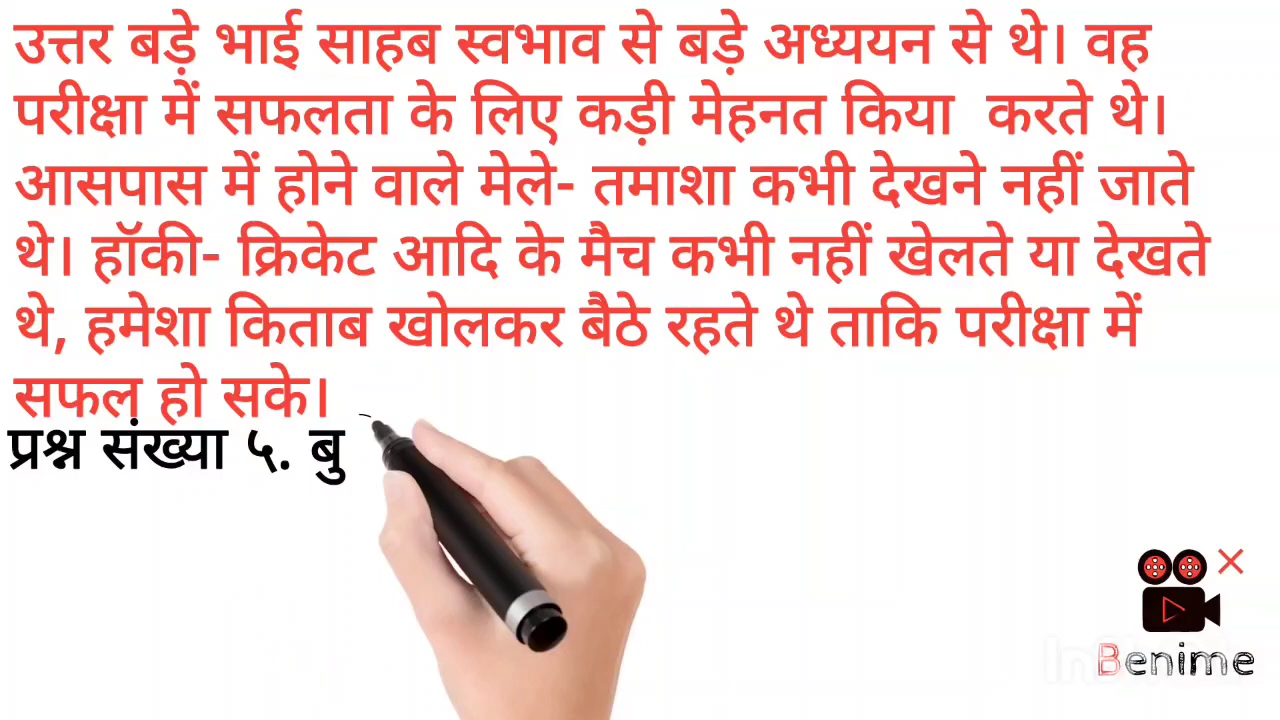 उत्तर बड़े भाई साहब स्वभाव से बड़े अध्ययन से थे। वह
परीक्षा में सफलता के लिए कड़ी मेहनत किया करते थे।
आसपास में होने वाले मेले- तमाशा कभी देखने नहीं जाते
थे। हॉकी- क्रिकेट आदि के मैच कभी नहीं खेलते या देखते
थे, हमेशा किताब खोलकर बैठे रहते थे ताकि परीक्षा में
सफल हो सके।
प्रश्न संख्या ५. बु
Benime